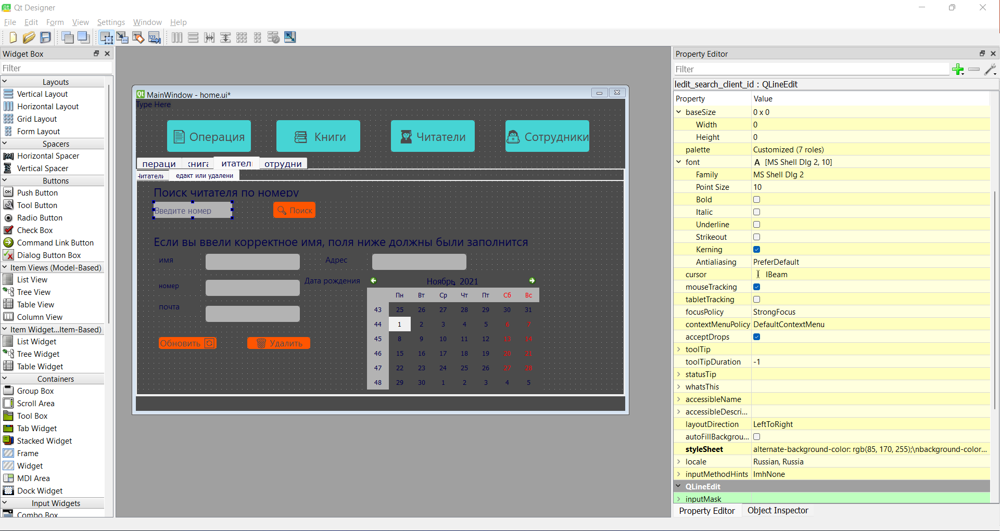 Qt Designer
File Edit Form View Settings Window Help
Widget Box
Filter
Layouts
Vertical Layout
Horizontal Layout
Grid Layout
Form Layout
Spacers
Horizontal Spacer
Vertical Spacer
Buttons
Push Button
Tool Button
Radio Button
Check Box
Command Link Button
Dialog Button Box
Item Views (Model-Based)
List View
Tree View
Table View
Column View
Item Widget...Item-Based)
List Widget
Tree Widget
Table Widget
Containers
Group Box
Scroll Area
Tool Box
Tab Widget
Stacked Widget
Frame
Widget
MDI Area
Dock Widget
Input Widgets
Combo Box
MainWindow - home.ui*
Type Here
Операция Книги Читатели Сотрудники
пераци книга итател отрудни
Читатели едакт или удалени
Поиск читателя по номеру
Введите номер Поиск
Если вы ввели корректное имя, поля ниже должны были заполнится
имя Адрес
номер Дата рождения
почта
Обновить Удалить
Ноябрь, 2021
Пн Вт Ср Чт Пт Сб Вс
43 25 26 27 28 29 30 31
44 1 2 3 4 5 6 7
45 8 9 10 11 12 13 14
46 15 16 17 18 19 20 21
47 22 23 24 25 26 27 28
48 29 30 1 2 3 4 5
Property Editor
Filter
ledit_search_client_id : QLineEdit
Property Value
baseSize 0 x 0
Width 0
Height 0
palette Customized (7 roles)
font A [MS Shell Dlg 2, 10]
Family MS Shell Dlg 2
Point Size 10
Bold
Italic
Underline
Strikeout
Kerning
Antialiasing PreferDefault
cursor IBeam
mouseTracking
tabletTracking
focusPolicy StrongFocus
contextMenuPolicy DefaultContextMenu
acceptDrops
toolTip
toolTipDuration -1
statusTip
whatsThis
accessibleName
accessibleDescri...
layoutDirection LeftToRight
autoFillBackgrou...
styleSheet alternate-background-color: rgb(85, 170, 255);\nbackground-color...
locale Russian, Russia
inputMethodHints ImhNone
QLineEdit
inputMask
Property Editor Object Inspector